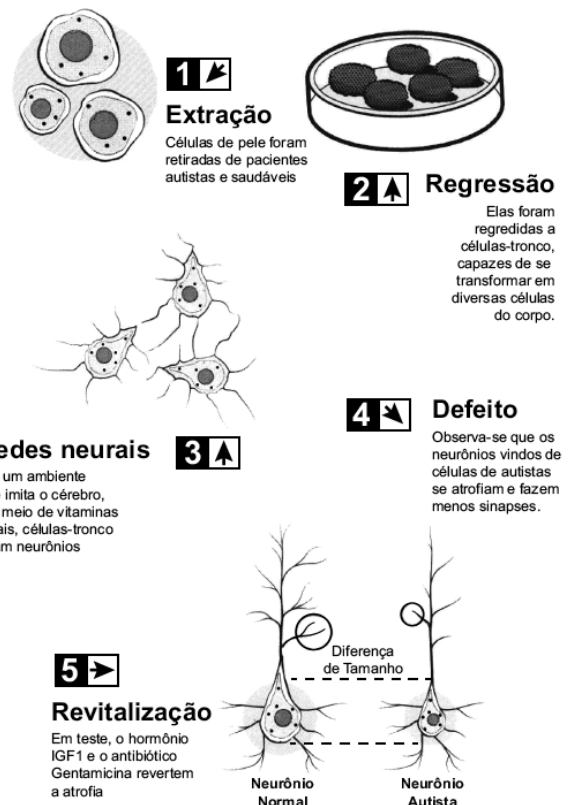 1
Extração
Células de pele foram
retiradas de pacientes
autistas e saudáveis
2
Regressão
Elas foram
regredidas a
células-tronco,
capazes de se
transformar em
diversas células
do corpo.
edes neurais
3
um ambiente
imita o cérebro,
meio de vitaminas
ais, células-tronco
m neurônios
4
Defeito
Observa-se que os
neurônios vindos de
células de autistas
se atrofiam e fazem
menos sinapses.
5
Revitalização
Em teste, o hormônio
IGF1 e o antibiótico
Gentamicina revertem
a atrofia
Diferença
de Tamanho
Neurônio
Normal
Neurônio
Autista